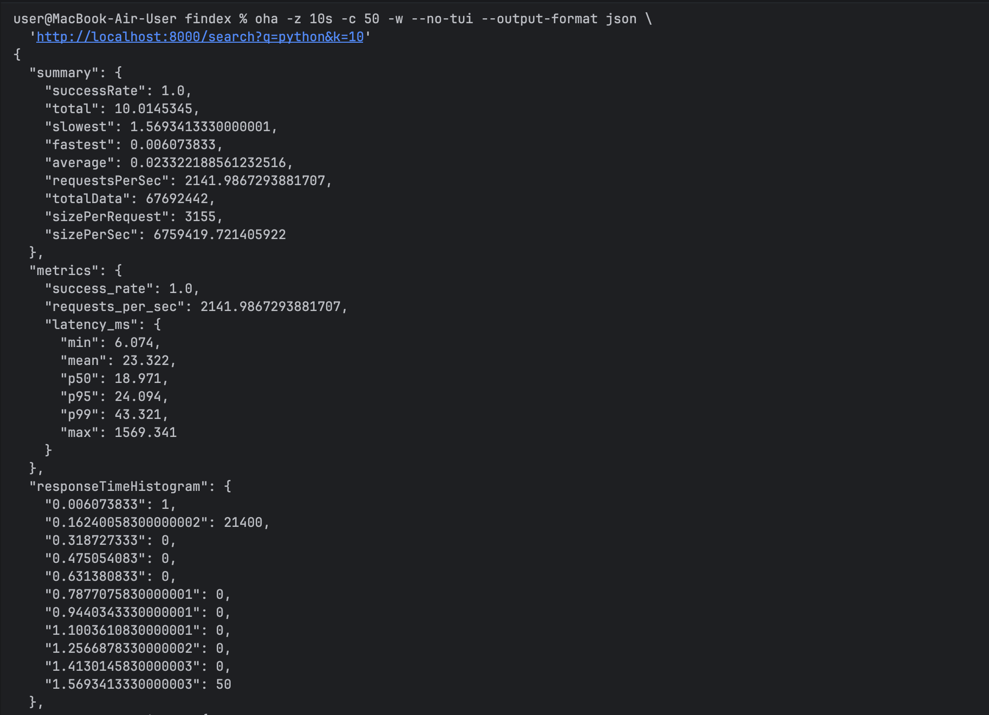 user@MacBook-Air-User findex % oha -z 10s -c 50 -w --no-tui --output-format json \
  'http://localhost:8000/search?q=python&k=10'
{
  "summary": {
    "successRate": 1.0,
    "total": 10.0145345,
    "slowest": 1.5693413330000001,
    "fastest": 0.006073833,
    "average": 0.023322188561232516,
    "requestsPerSec": 2141.9867293881707,
    "totalData": 67692442,
    "sizePerRequest": 3155,
    "sizePerSec": 6759419.721405922
  },
  "metrics": {
    "success_rate": 1.0,
    "requests_per_sec": 2141.9867293881707,
    "latency_ms": {
      "min": 6.074,
      "mean": 23.322,
      "p50": 18.971,
      "p95": 24.094,
      "p99": 43.321,
      "max": 1569.341
    }
  },
  "responseTimeHistogram": {
    "0.006073833": 1,
    "0.16240058300000002": 21400,
    "0.318727333": 0,
    "0.475054083": 0,
    "0.631380833": 0,
    "0.7877075830000001": 0,
    "0.9440343330000001": 0,
    "1.1003610830000001": 0,
    "1.2566878330000002": 0,
    "1.4130145830000003": 0,
    "1.5693413330000003": 50
  },